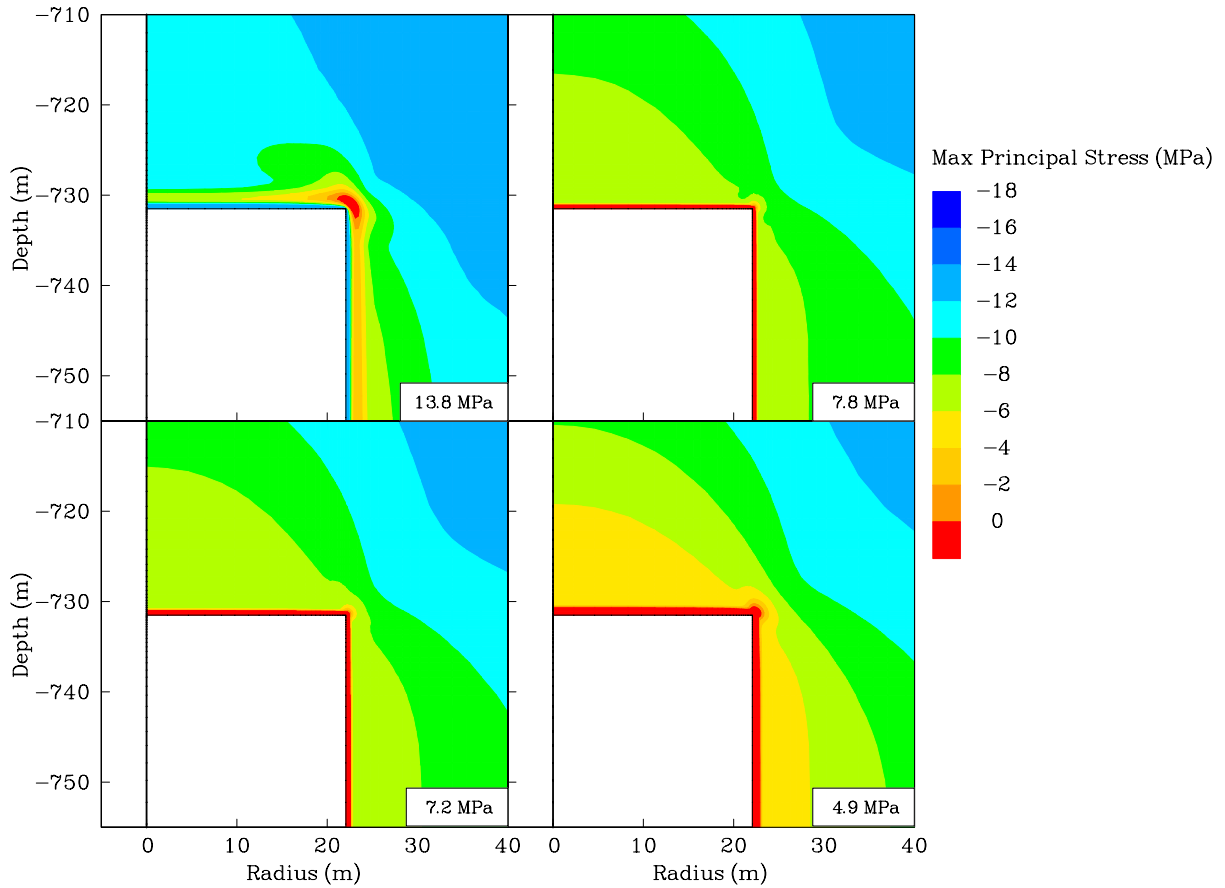 −710
−720
−730
−740
−750
Depth (m)
13.8 MPa
7.8 MPa
Max Principal Stress (MPa)
−18
−16
−14
−12
−10
−8
−6
−4
−2
0
−710
−720
−730
−740
−750
Depth (m)
7.2 MPa
4.9 MPa
0 10 20 30 40
Radius (m)
0 10 20 30 40
Radius (m)